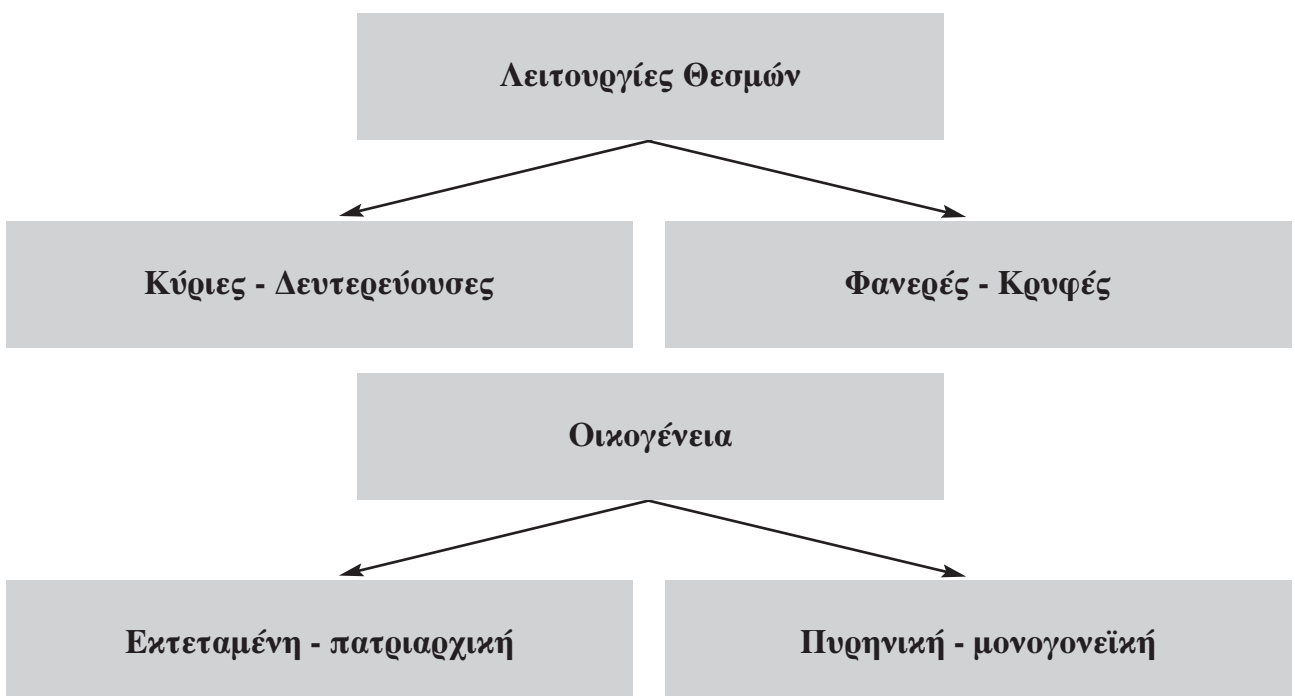 Λειτουργίες Θεσμών
Κύριες - Δευτερεύουσες
Φανερές - Κρυφές
Οικογένεια
Εκτεταμένη - πατριαρχική
Πυρηνική - μονογονεϊκή